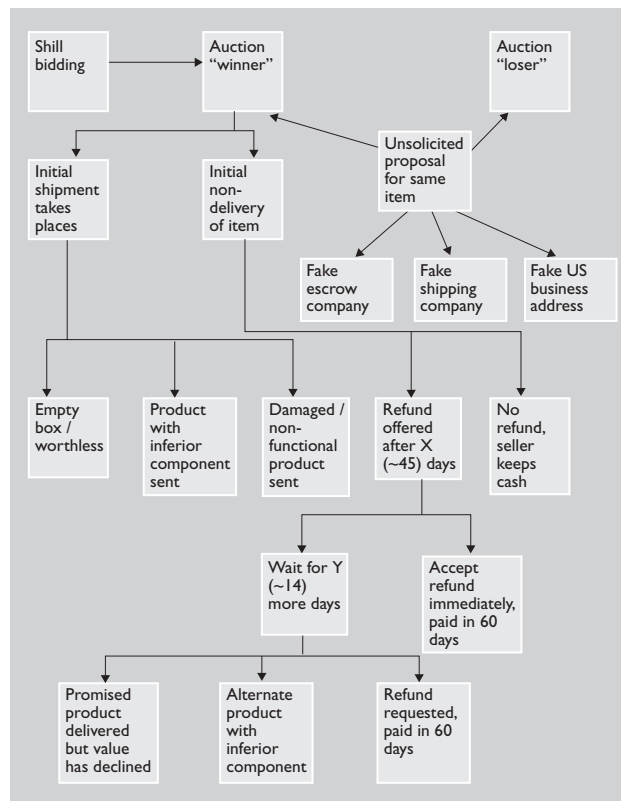 Shill
bidding
Auction
“winner”
Auction
“loser”
Unsolicited
proposal
for same
item
Initial
shipment
takes
places
Initial
non-
delivery
of item
Fake
escrow
company
Fake
shipping
company
Fake US
business
address
Empty
box /
worthless
Product
with
inferior
component
sent
Damaged /
non-
functional
product
sent
Refund
offered
after X
(~45) days
No
refund,
seller
keeps
cash
Wait for Y
(~14)
more days
Accept
refund
immediately,
paid in 60
days
Promised
product
delivered
but value
has declined
Alternate
product
with
inferior
component
Refund
requested,
paid in 60
days